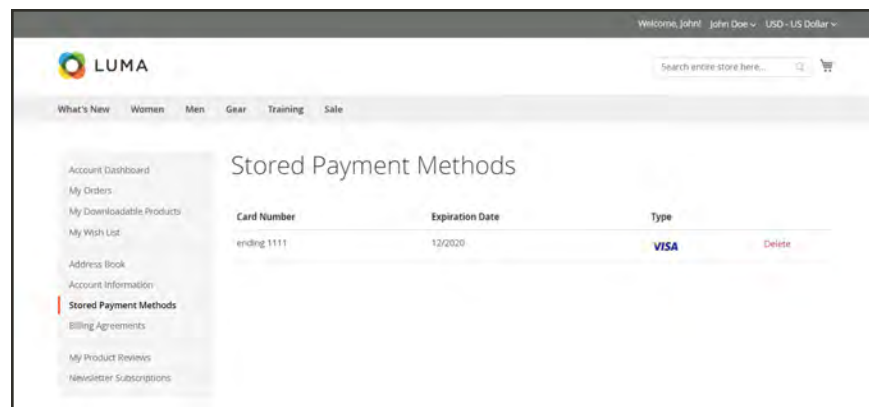 Welcome, John! John Doe USD - US Dollar
LUMA
Search entire store here...
What's New Women Men Gear Training Sale
Stored Payment Methods
Account Dashboard
My Orders
My Downloadable Products
My Wish List
Address Book
Account Information
Stored Payment Methods
Billing Agreements
My Product Reviews
Newsletter Subscriptions
Card Number Expiration Date Type
ending 1111 12/2020 VISA Delete